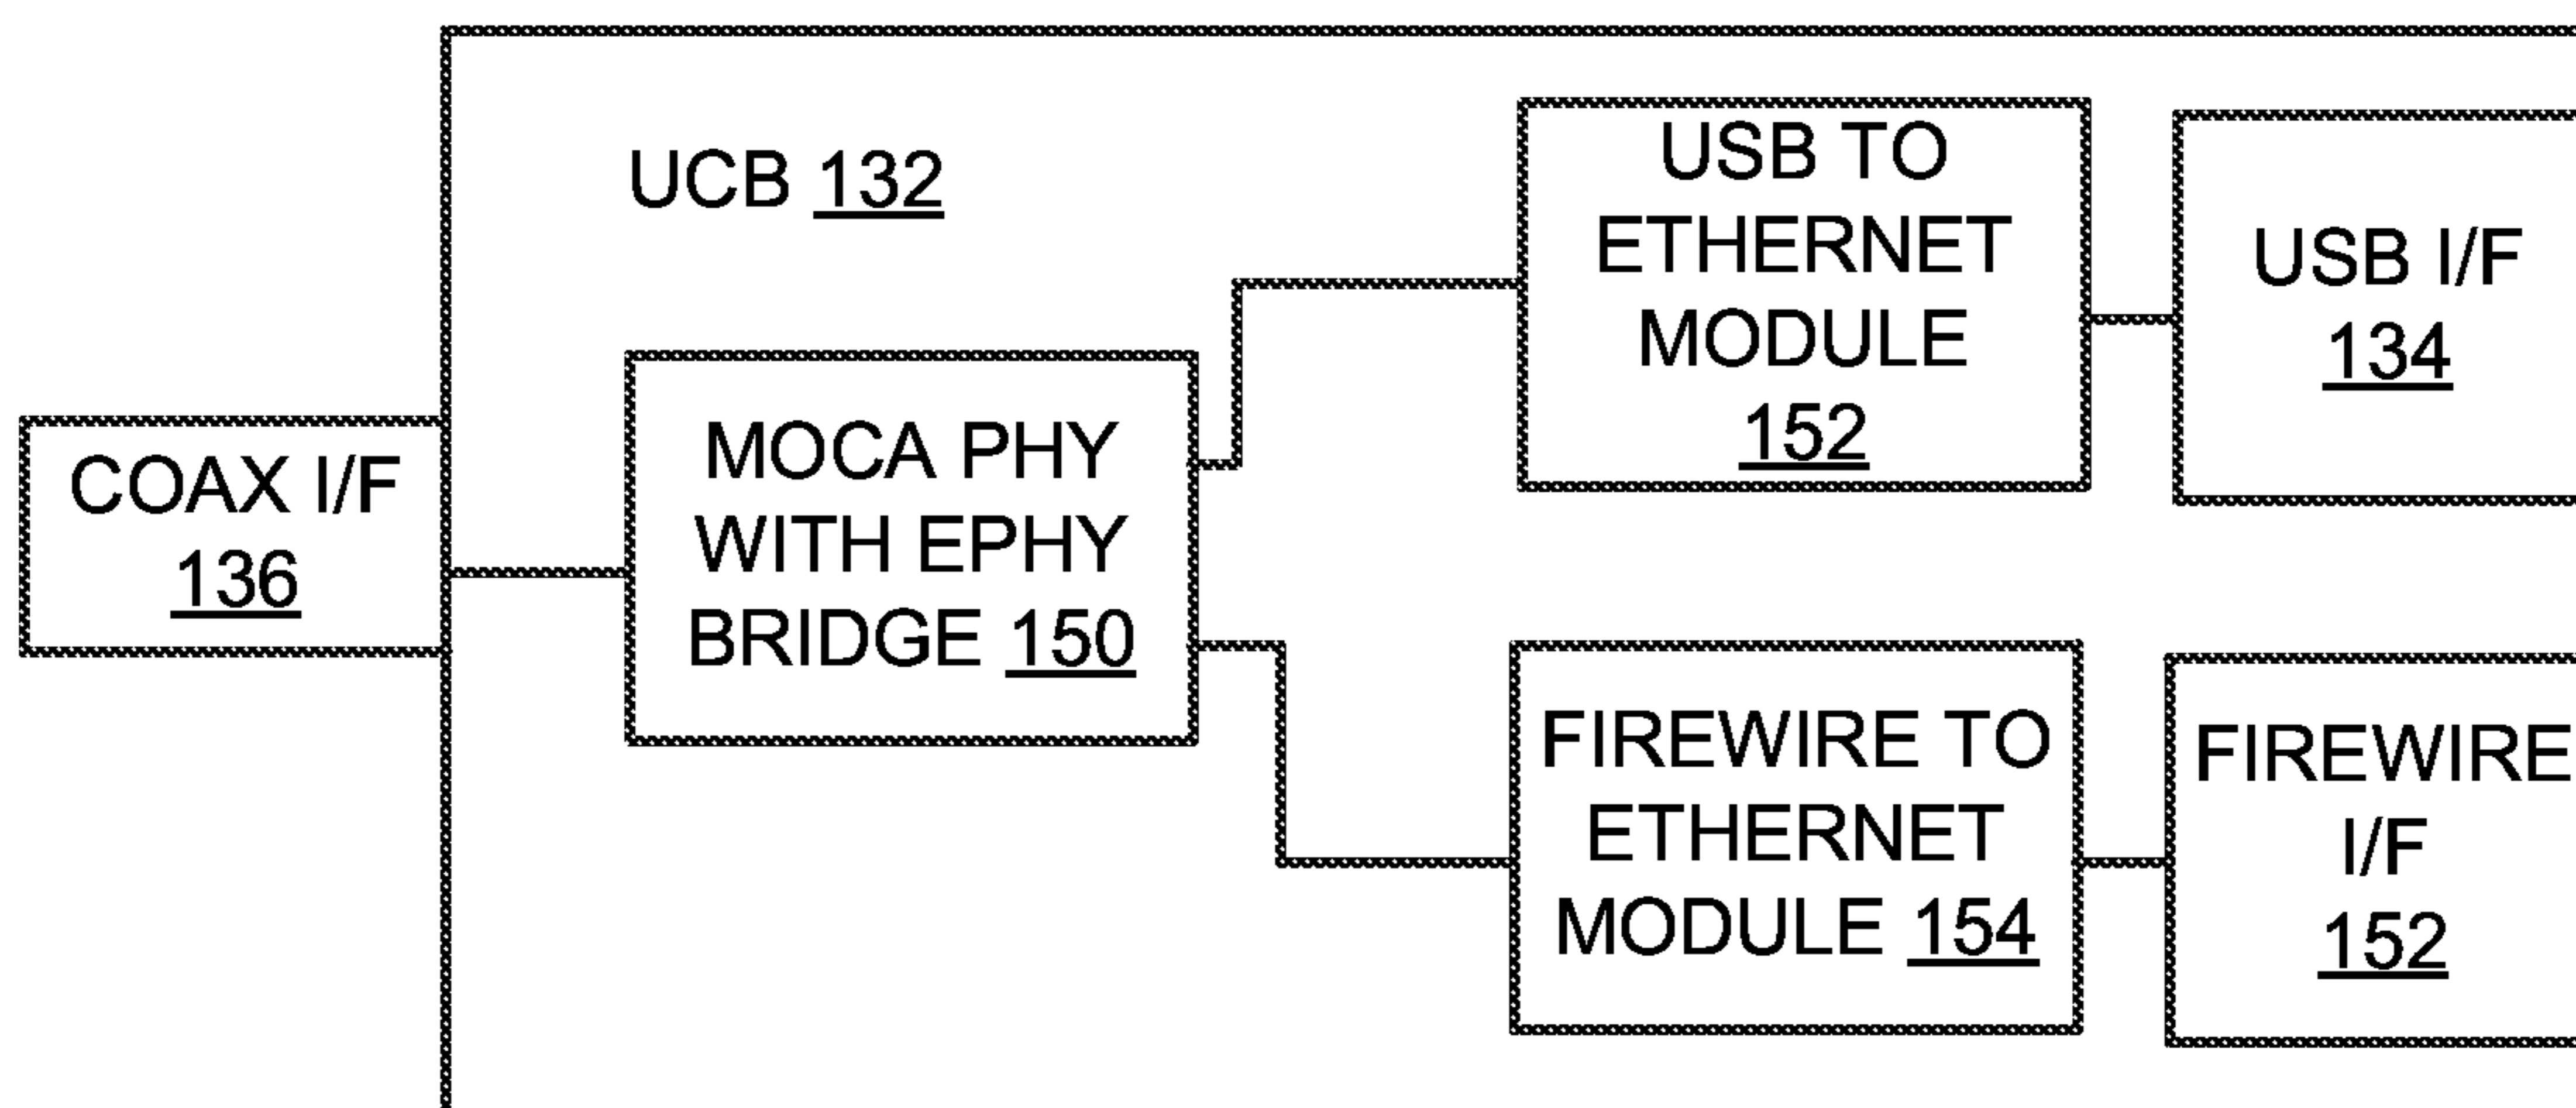 UCB 132
USB TO
ETHERNET
MODULE
152
USB I/F
134
COAX I/F
136
MOCA PHY
WITH EPHY
BRIDGE 150
FIREWIRE TO
ETHERNET
MODULE 154
FIREWIRE
I/F
152